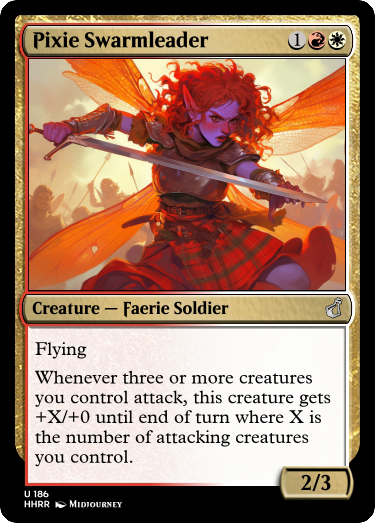 Pixie Swarmleader 1
Creature — Faerie Soldier
Flying
Whenever three or more creatures
you control attack, this creature gets
+X/+0 until end of turn where X is
the number of attacking creatures
you control.
2/3
U 186
HHRR Midjourney